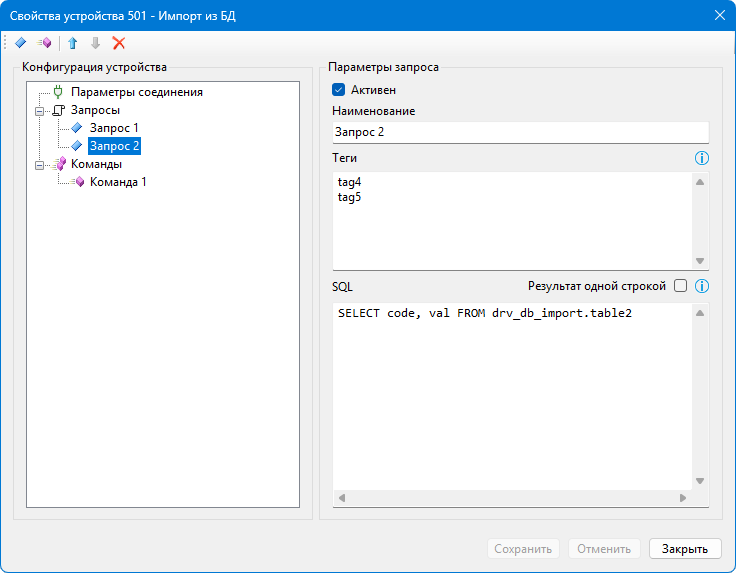 Свойства устройства 501 - Импорт из БД
Конфигурация устройства
Параметры соединения
Запросы
Запрос 1
Запрос 2
Команды
Команда 1
Параметры запроса
Активен
Наименование
Запрос 2
Теги
tag4
tag5
SQL
Результат одной строкой
SELECT code, val FROM drv_db_import.table2
Сохранить
Отменить
Закрыть